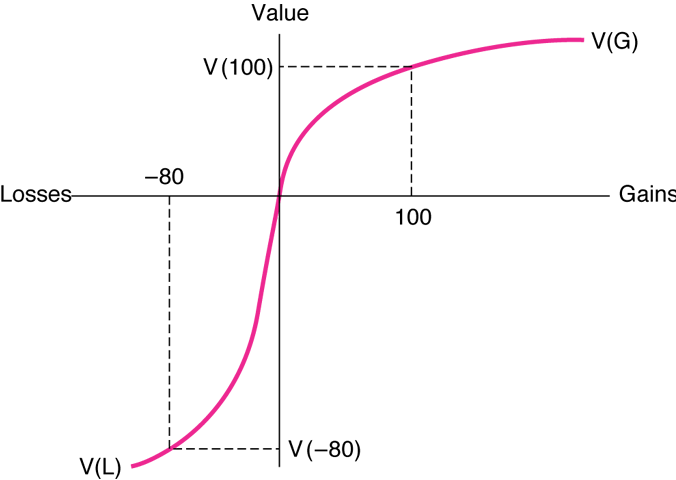 Value
V(G)
V(100)
−80
Losses
Gains
100
V(−80)
V(L)